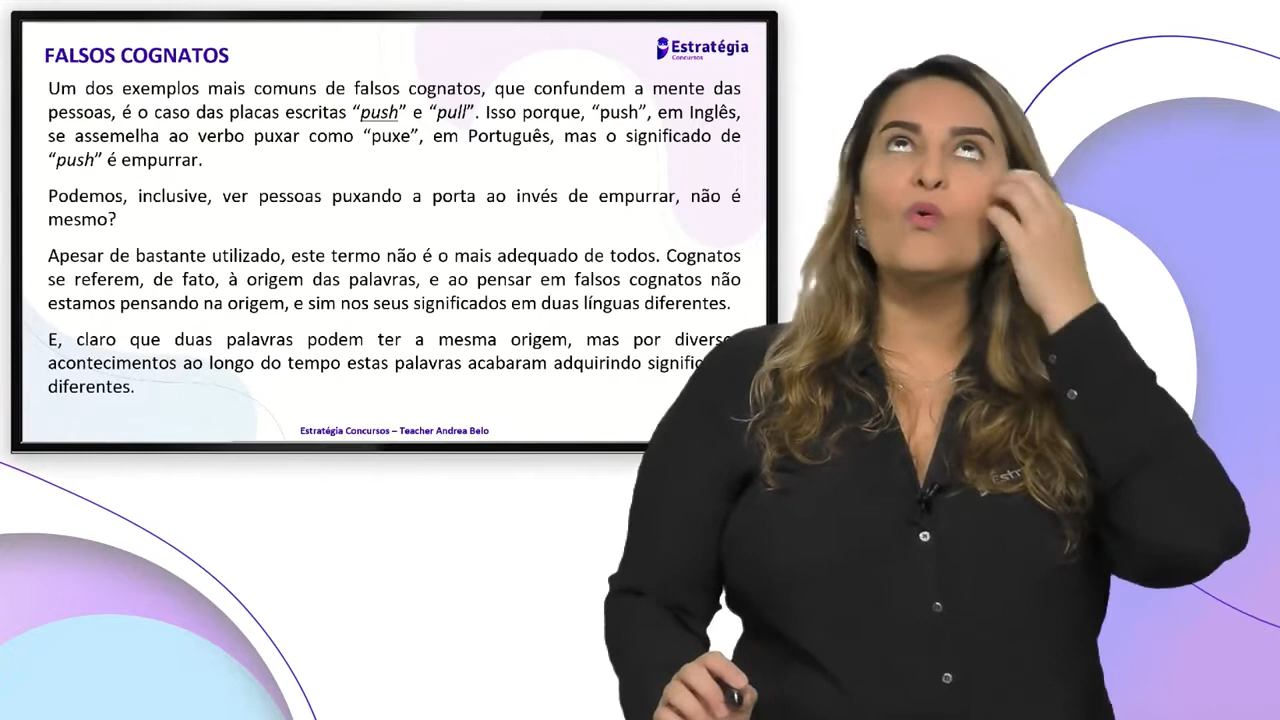 FALSOS COGNATOS
Estratégia
Concursos
Um dos exemplos mais comuns de falsos cognatos, que confundem a mente das
pessoas, é o caso das placas escritas “push” e “pull”. Isso porque, “push”, em Inglês,
se assemelha ao verbo puxar como “puxe”, em Português, mas o significado de
“push” é empurrar.
Podemos, inclusive, ver pessoas puxando a porta ao invés de empurrar, não é
mesmo?
Apesar de bastante utilizado, este termo não é o mais adequado de todos. Cognatos
se referem, de fato, à origem das palavras, e ao pensar em falsos cognatos não
estamos pensando na origem, e sim nos seus significados em duas línguas diferentes.
E, claro que duas palavras podem ter a mesma origem, mas por
acontecimentos ao longo do tempo estas palavras acabaram adquirindo
diferentes.
Estratégia Concursos – Teacher Andrea Belo